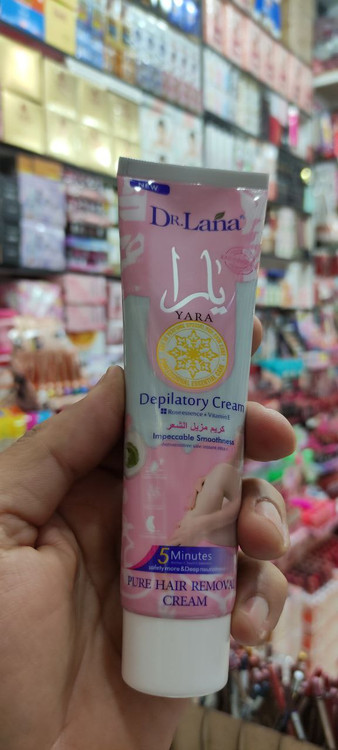 NEW
DR.Lana
يارا
YARA
Depilatory Cream
كريم مزيل الشعر
Impeccable Smoothness
5 Minutes
PURE HAIR REMOVAL
CREAM